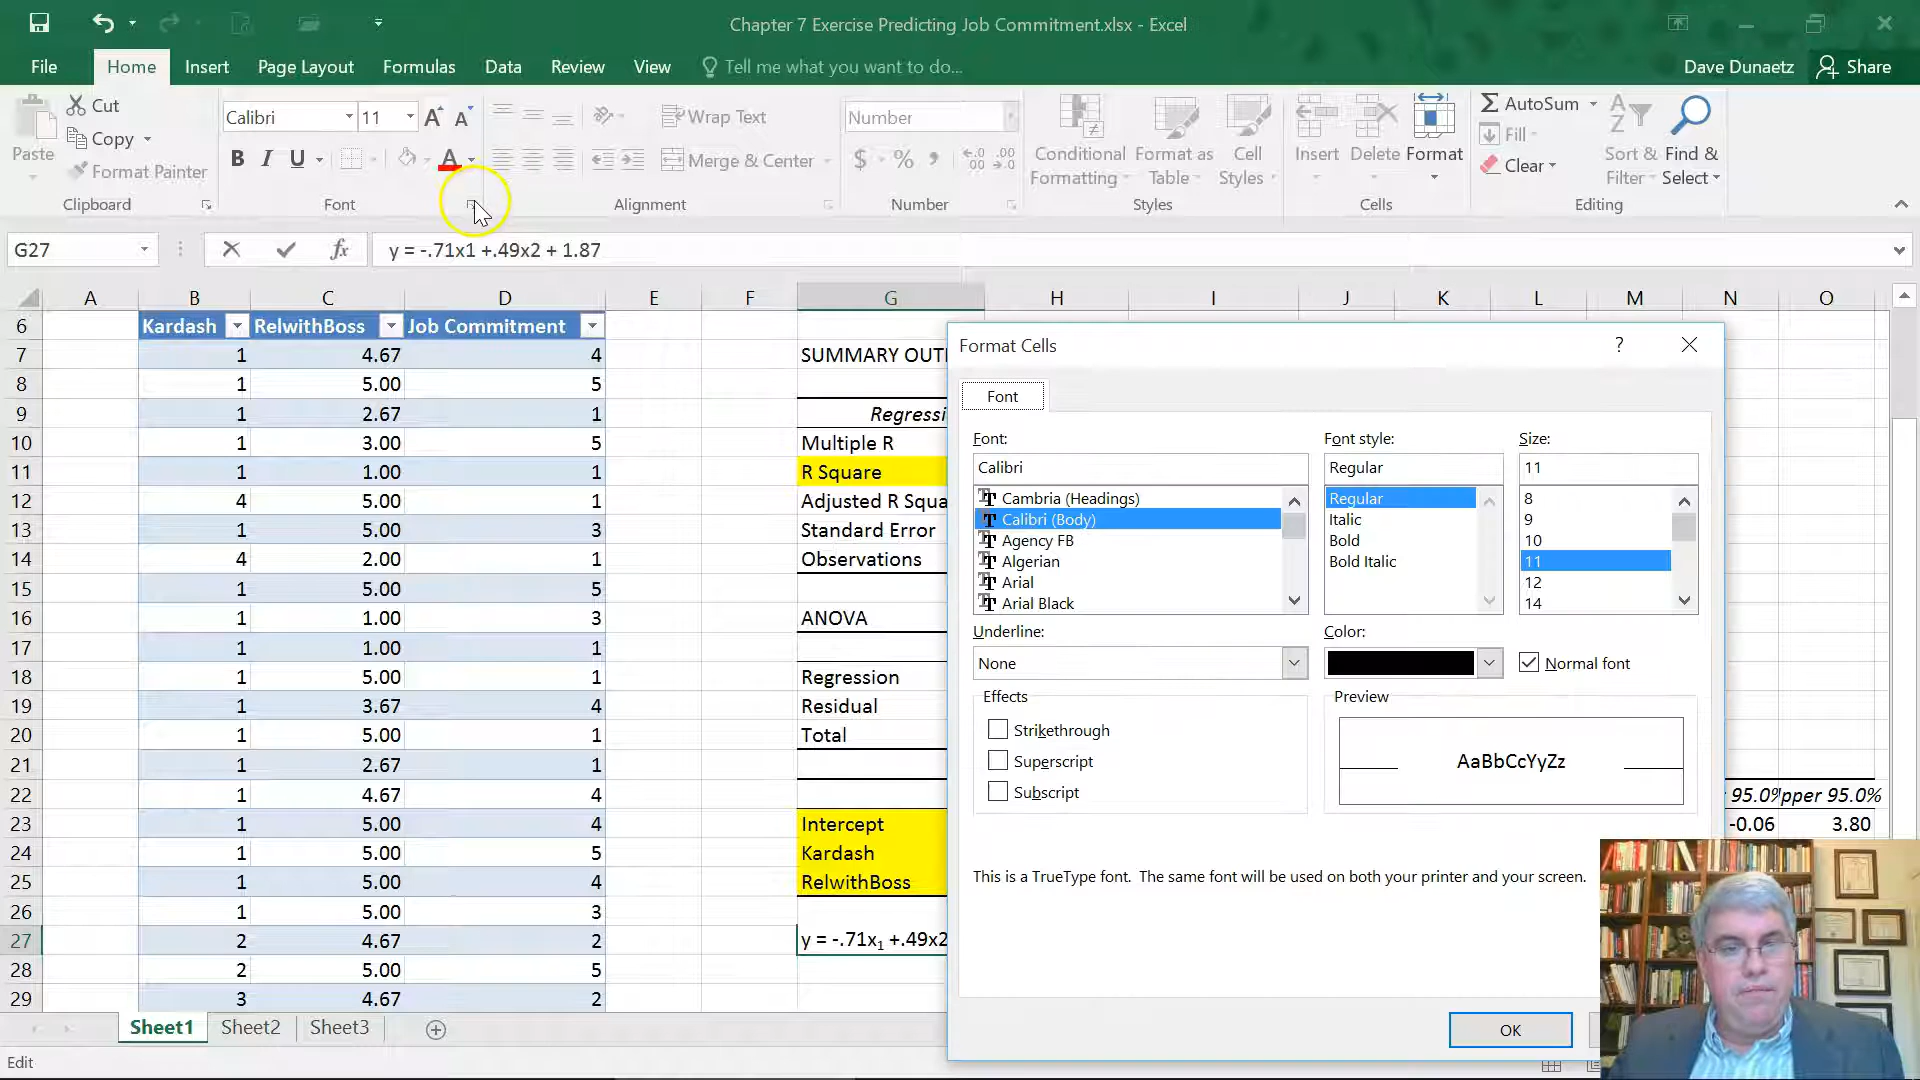 Chapter 7 Exercise Predicting Job Commitment.xlsx - Excel
File Home Insert Page Layout Formulas Data Review View Tell me what you want to do... Dave Dunaetz Share
Paste Cut Copy Format Painter
Calibri 11 A A
B I U A
Wrap Text
Merge & Center
Number
$ % , .0 .00 .00 .0
Conditional Formatting Format as Table Cell Styles Insert Delete Format
AutoSum Fill Clear Sort & Filter Find & Select
Clipboard Font Alignment Number Styles Cells Editing
G27 fx y = -.71x1 +.49x2 + 1.87
A B C D E F G H I J K L M N O
6 Kardash RelwithBoss Job Commitment
7 1 4.67 4 SUMMARY OUT
8 1 5.00 5
9 1 2.67 1 Regressi
10 1 3.00 5 Multiple R
11 1 1.00 1 R Square
12 4 5.00 1 Adjusted R Squa
13 1 5.00 3 Standard Error
14 4 2.00 1 Observations
15 1 5.00 5
16 1 1.00 3 ANOVA
17 1 1.00 1
18 1 5.00 1 Regression
19 1 3.67 4 Residual
20 1 5.00 1 Total
21 1 2.67 1
22 1 4.67 4 95.0% pper 95.0%
23 1 5.00 4 Intercept -0.06 3.80
24 1 5.00 5 Kardash
25 1 5.00 4 RelwithBoss
26 1 5.00 3
27 2 4.67 2 y = -.71x₁ +.49x2
28 2 5.00 5
29 3 4.67 2
Format Cells ?
Font
Font: Font style: Size:
Calibri Regular 11
Cambria (Headings) Regular 8
Calibri (Body) Italic 9
Agency FB Bold 10
Algerian Bold Italic 11
Arial 12
Arial Black 14
Underline: Color:
None Normal font
Effects Preview
Strikethrough
Superscript AaBbCcYyZz
Subscript
This is a TrueType font. The same font will be used on both your printer and your screen.
OK
Sheet1 Sheet2 Sheet3
Edit